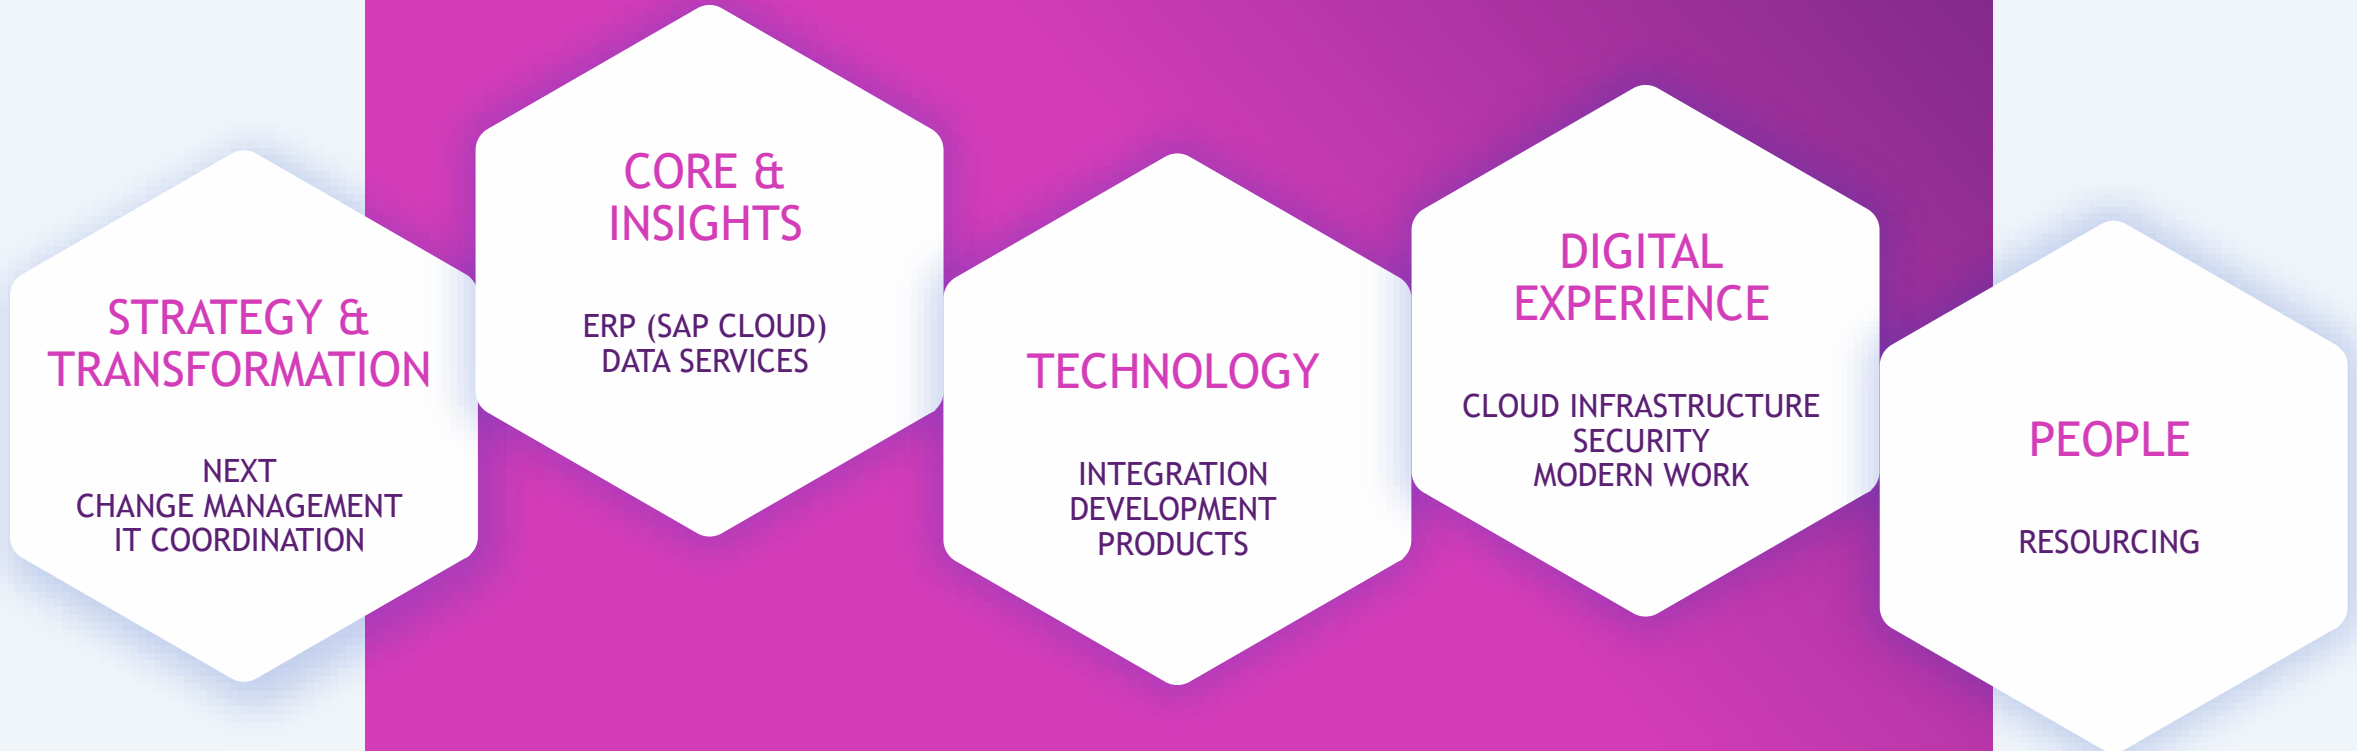 STRATEGY &
TRANSFORMATION
NEXT
CHANGE MANAGEMENT
IT COORDINATION
CORE &
INSIGHTS
ERP (SAP CLOUD)
DATA SERVICES
TECHNOLOGY
INTEGRATION
DEVELOPMENT
PRODUCTS
DIGITAL
EXPERIENCE
CLOUD INFRASTRUCTURE
SECURITY
MODERN WORK
PEOPLE
RESOURCING